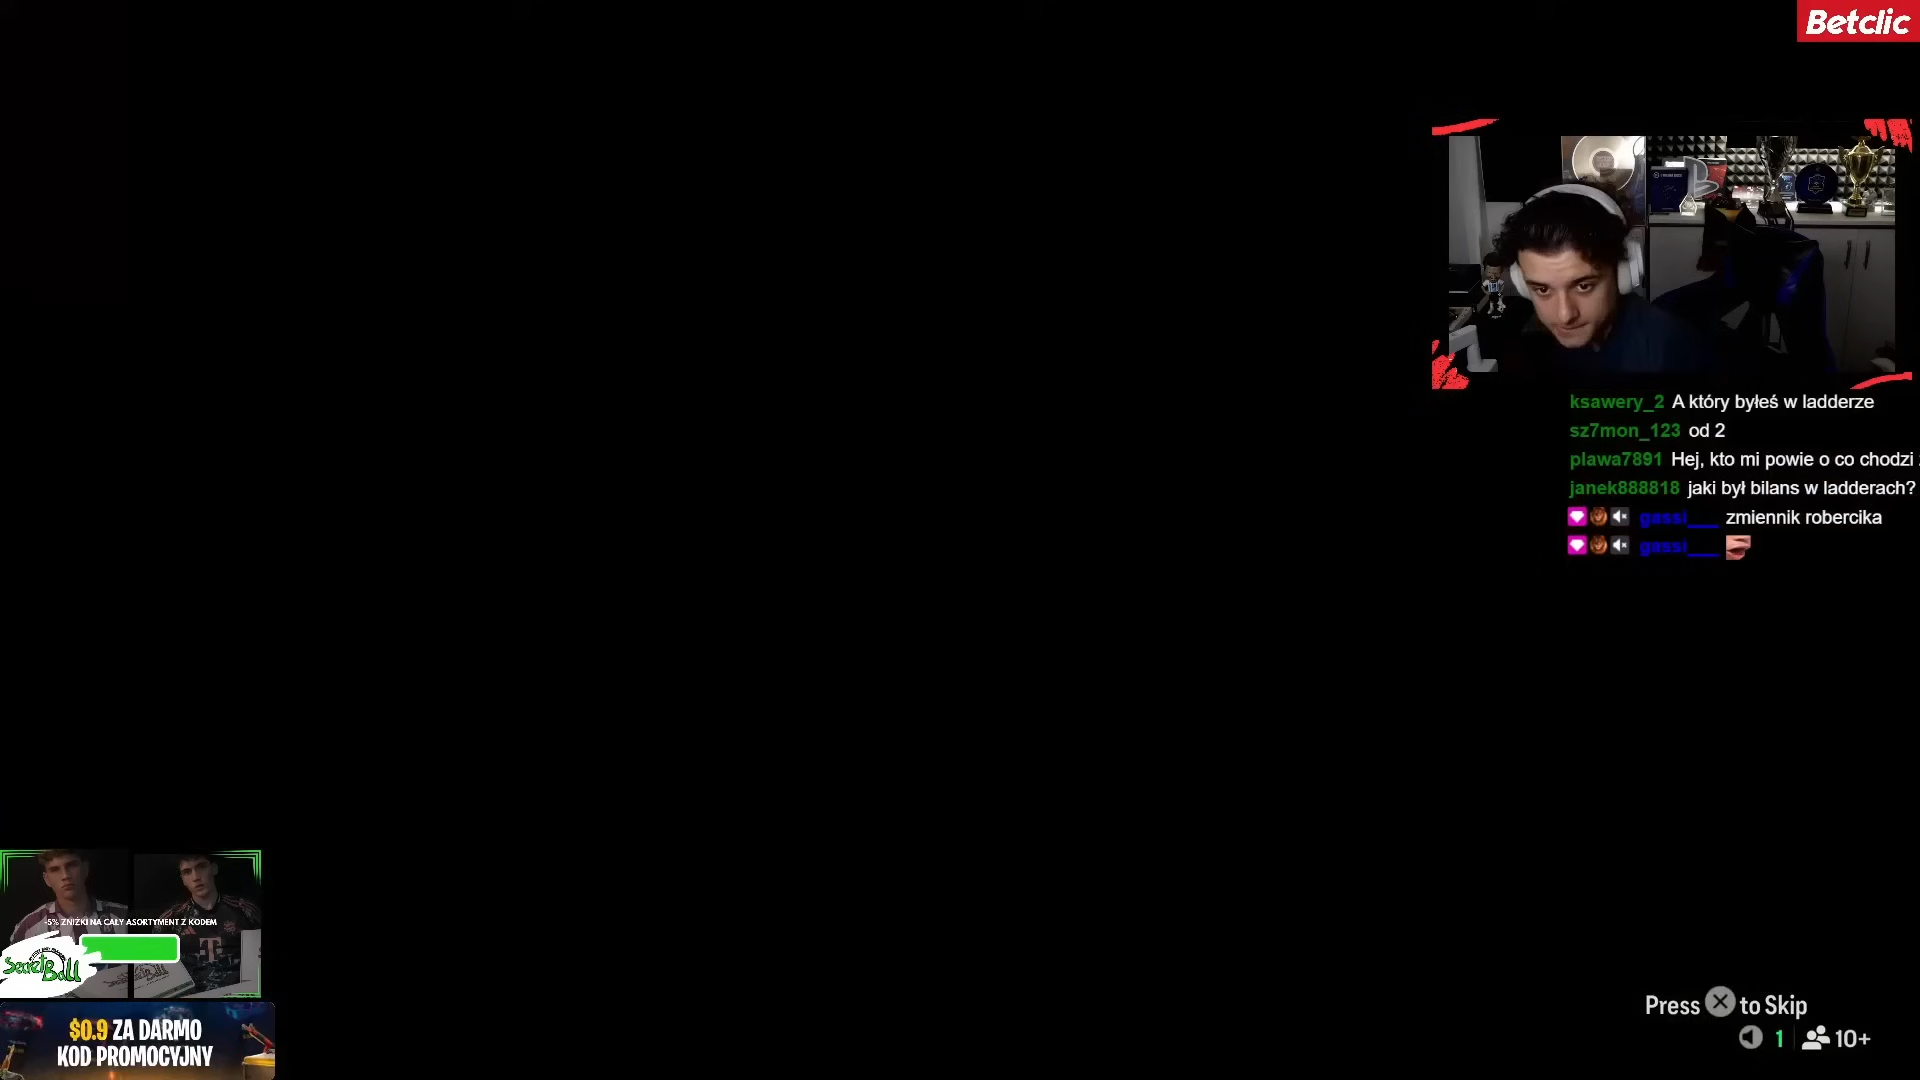 Betclic
ksawery_2 A który byłeś w ladderze
sz7mon_123 od 2
plawa7891 Hej, kto mi powie o co chodzi
janek888818 jaki był bilans w ladderach?
gassi___ zmiennik robercika
gassi___
-5% ZNIŻKI NA CAŁY ASORTYMENT Z KODEM
Secret Ball
$0.9 ZA DARMO
KOD PROMOCYJNY
Press X to Skip
1 10+